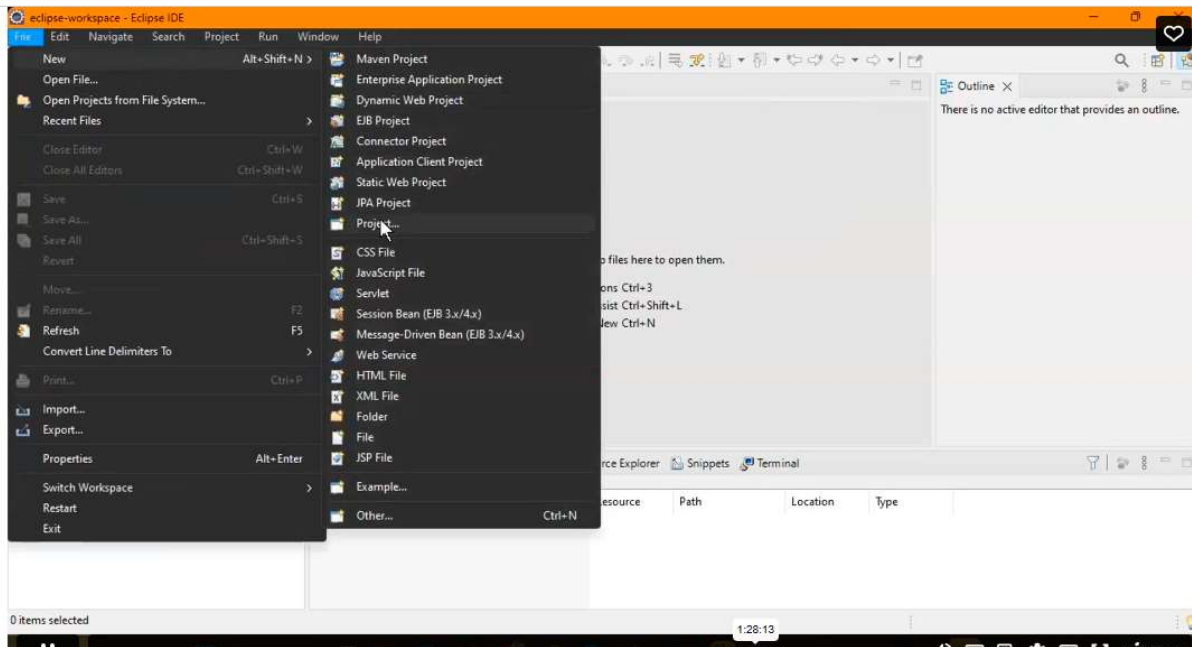 eclipse-workspace - Eclipse IDE
File Edit Navigate Search Project Run Window Help
New Alt+Shift+N >
Open File...
Open Projects from File System...
Recent Files >
Close Editor Ctrl+W
Close All Editors Ctrl+Shift+W
Save Ctrl+S
Save As...
Save All Ctrl+Shift+S
Revert
Move...
Rename... F2
Refresh F5
Convert Line Delimiters To >
Print... Ctrl+P
Import...
Export...
Properties Alt+Enter
Switch Workspace >
Restart
Exit
Maven Project
Enterprise Application Project
Dynamic Web Project
EJB Project
Connector Project
Application Client Project
Static Web Project
JPA Project
Project...
CSS File
JavaScript File
Servlet
Session Bean (EJB 3.x/4.x)
Message-Driven Bean (EJB 3.x/4.x)
Web Service
HTML File
XML File
Folder
File
JSP File
Example...
Other... Ctrl+N
Outline
There is no active editor that provides an outline.
files here to open them.
ons Ctrl+3
sist Ctrl+Shift+L
New Ctrl+N
rce Explorer Snippets Terminal
esource Path Location Type
0 items selected
1:28:13